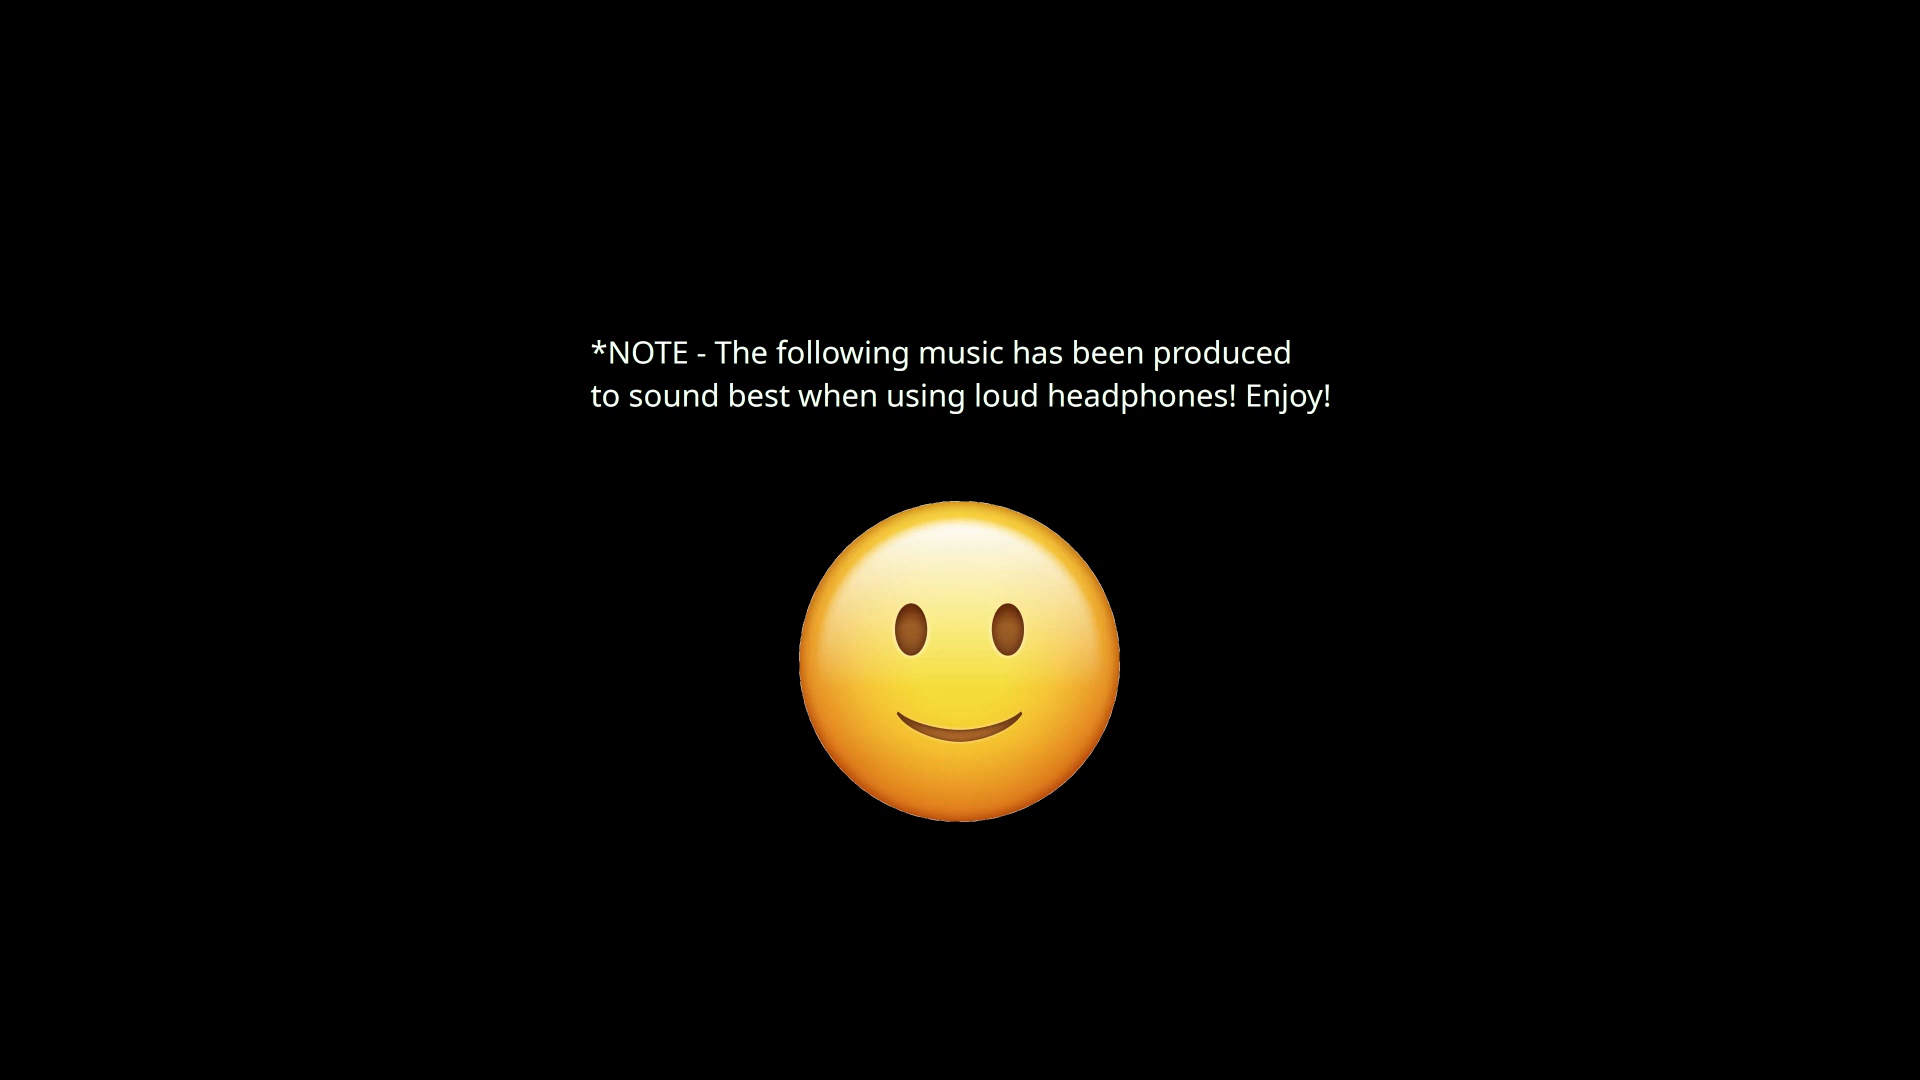 *NOTE - The following music has been produced
to sound best when using loud headphones! Enjoy!